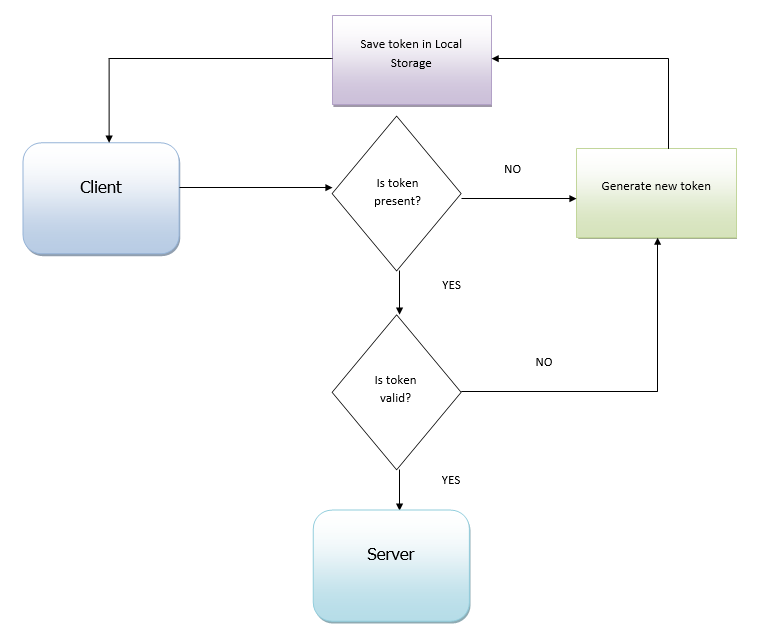 Save token in Local
Storage
Client
Is token
present?
NO
Generate new token
YES
Is token
valid?
NO
YES
Server